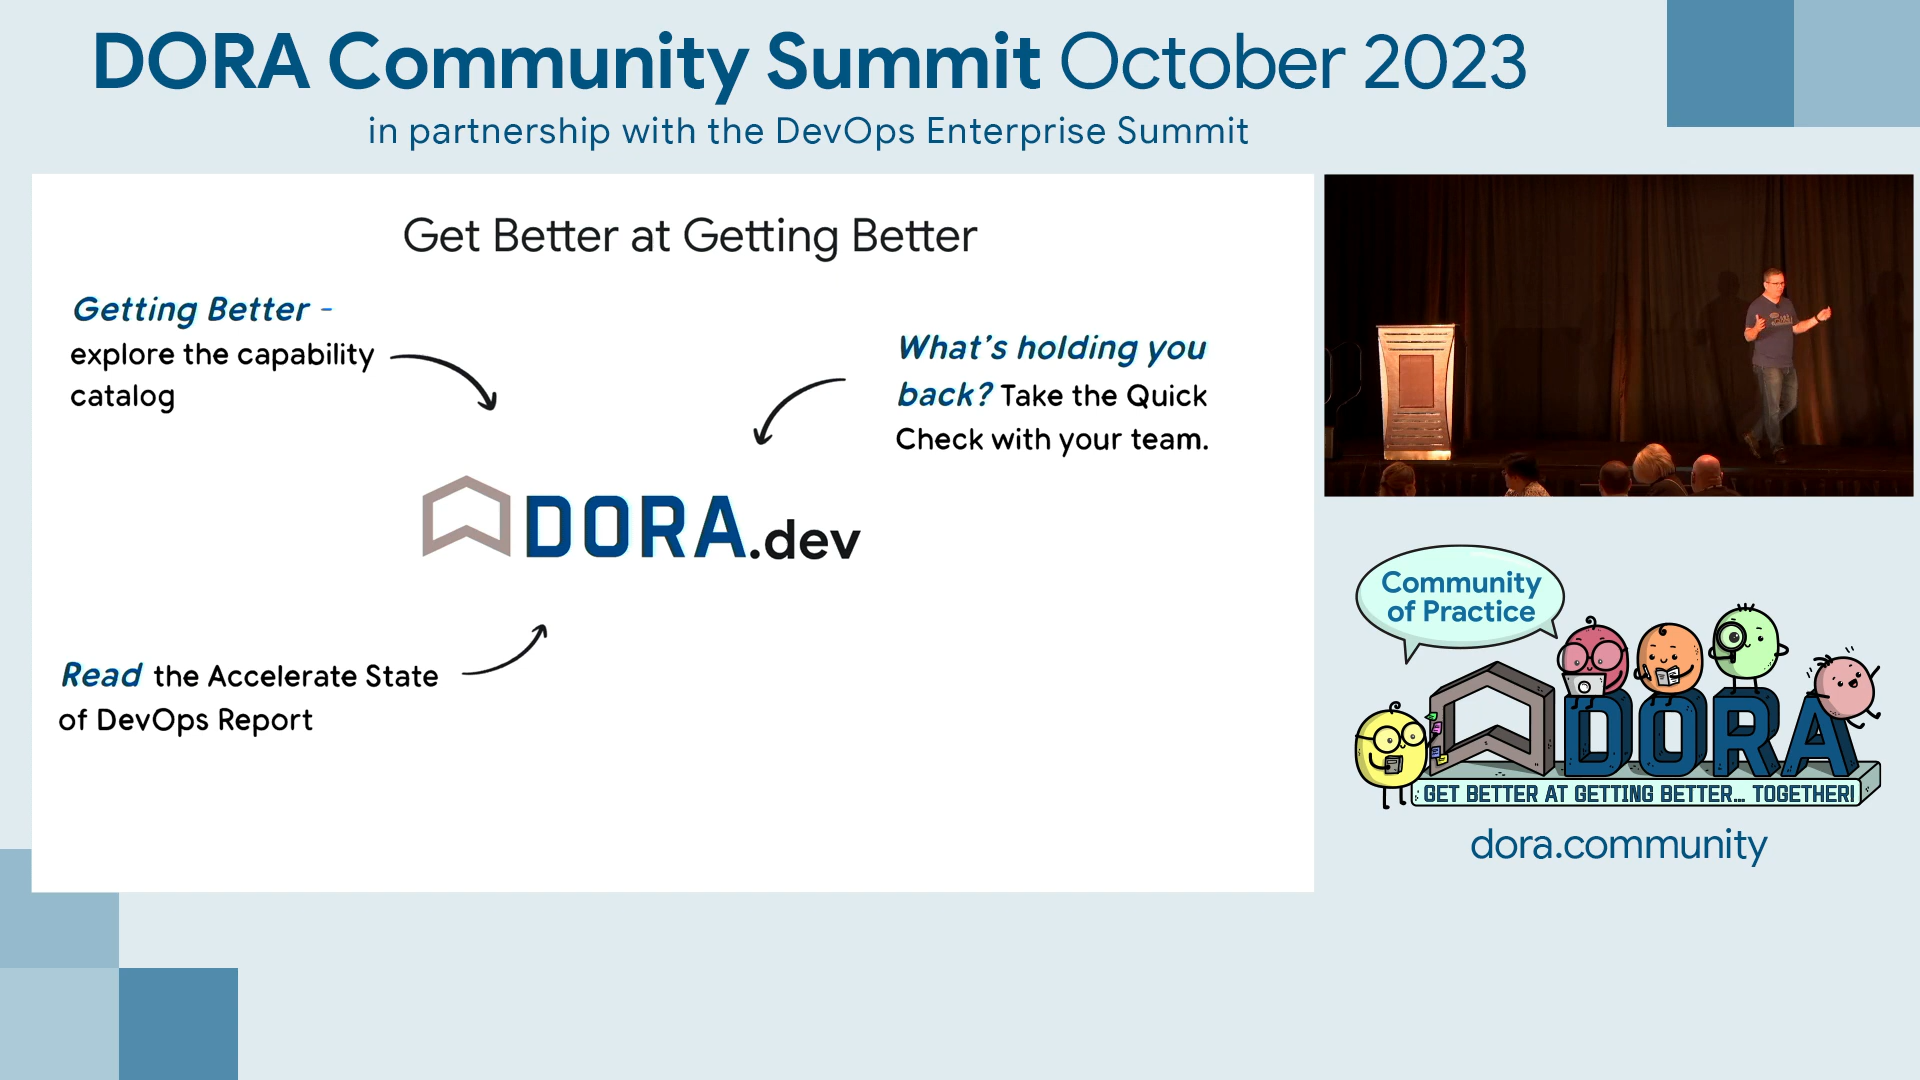 DORA Community Summit October 2023
in partnership with the DevOps Enterprise Summit
Get Better at Getting Better
Getting Better -
explore the capability
catalog
What's holding you
back? Take the Quick
Check with your team.
DORA.dev
Read the Accelerate State
of DevOps Report
Community
of Practice
DORA
GET BETTER AT GETTING BETTER... TOGETHER!
dora.community